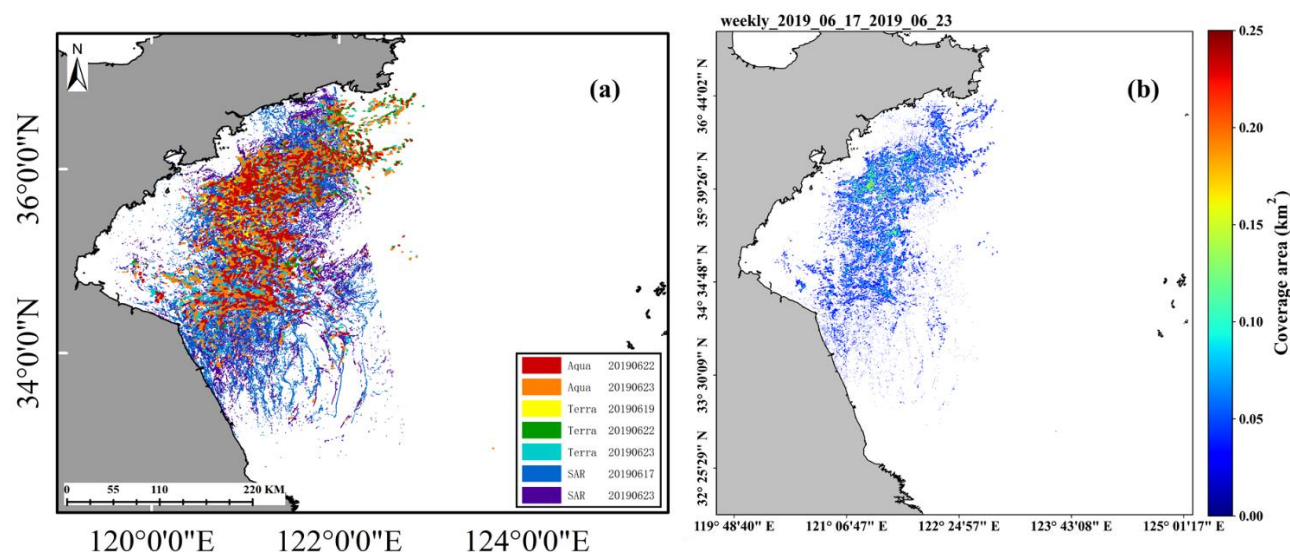 weekly_2019_06_17_2019_06_23
N
(a)
36°0'0"N
34°0'0"N
Aqua 20190622
Aqua 20190623
Terra 20190619
Terra 20190622
Terra 20190623
SAR 20190617
SAR 20190623
0 55 110 220 KM
120°0'0"E 122°0'0"E 124°0'0"E
(b)
36° 44'02" N
35° 39'26" N
34° 34'48" N
33° 30'09" N
32° 25'29" N
119° 48'40" E 121° 06'47" E 122° 24'57" E 123° 43'08" E 125° 01'17" E
0.25
0.20
0.15
0.10
0.05
0.00
Coverage area (km²)